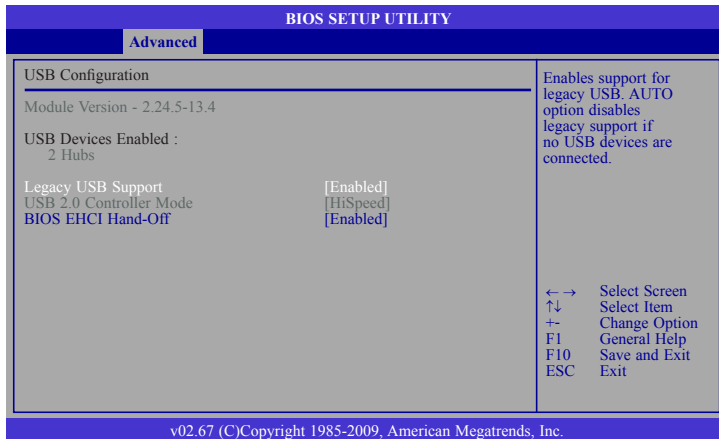 BIOS SETUP UTILITY
Advanced
USB Configuration
Module Version - 2.24.5-13.4
USB Devices Enabled :
2 Hubs
Legacy USB Support [Enabled]
USB 2.0 Controller Mode [HiSpeed]
BIOS EHCI Hand-Off [Enabled]
Enables support for
legacy USB. AUTO
option disables
legacy support if
no USB devices are
connected.
←→ Select Screen
↑↓ Select Item
+- Change Option
F1 General Help
F10 Save and Exit
ESC Exit
v02.67 (C)Copyright 1985-2009, American Megatrends, Inc.